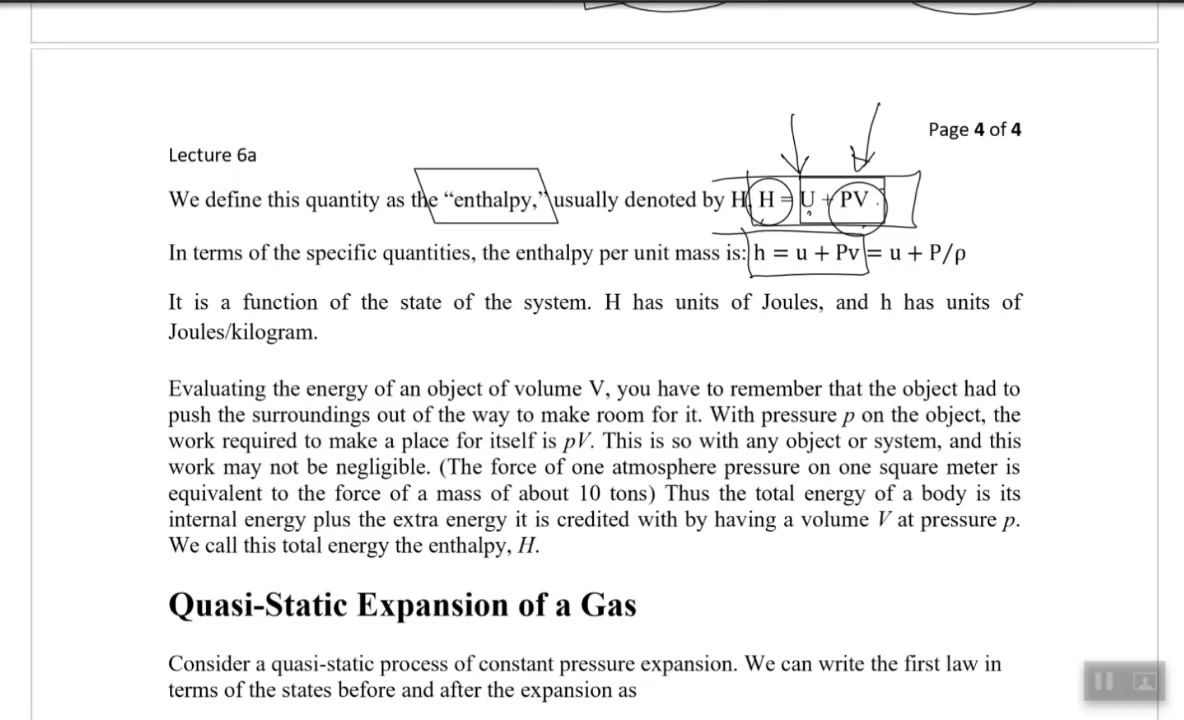 Page 4 of 4
Lecture 6a
We define this quantity as the “enthalpy,” usually denoted by H. H = U + PV .
In terms of the specific quantities, the enthalpy per unit mass is: h = u + Pv = u + P/ρ
It is a function of the state of the system. H has units of Joules, and h has units of
Joules/kilogram.
Evaluating the energy of an object of volume V, you have to remember that the object had to
push the surroundings out of the way to make room for it. With pressure p on the object, the
work required to make a place for itself is pV. This is so with any object or system, and this
work may not be negligible. (The force of one atmosphere pressure on one square meter is
equivalent to the force of a mass of about 10 tons) Thus the total energy of a body is its
internal energy plus the extra energy it is credited with by having a volume V at pressure p.
We call this total energy the enthalpy, H.
Quasi-Static Expansion of a Gas
Consider a quasi-static process of constant pressure expansion. We can write the first law in
terms of the states before and after the expansion as